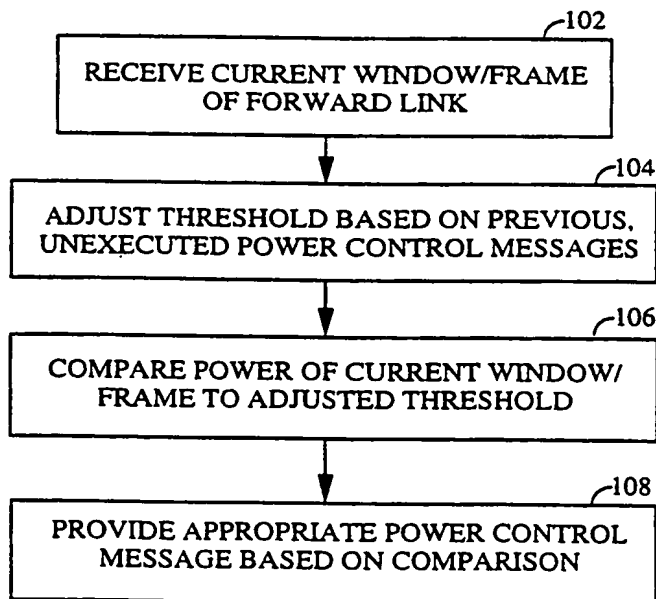 102
RECEIVE CURRENT WINDOW/FRAME
OF FORWARD LINK
104
ADJUST THRESHOLD BASED ON PREVIOUS,
UNEXECUTED POWER CONTROL MESSAGES
106
COMPARE POWER OF CURRENT WINDOW/
FRAME TO ADJUSTED THRESHOLD
108
PROVIDE APPROPRIATE POWER CONTROL
MESSAGE BASED ON COMPARISON